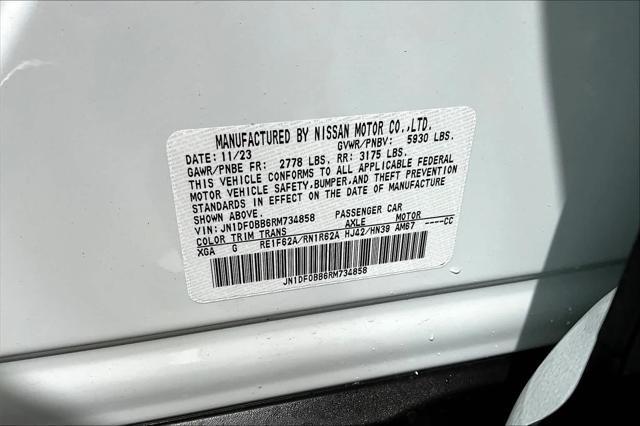 MANUFACTURED BY NISSAN MOTOR CO.,LTD.
DATE: 11/23 GVWR/PNBV: 5930 LBS.
GAWR/PNBE FR: 2778 LBS. RR: 3175 LBS.
THIS VEHICLE CONFORMS TO ALL APPLICABLE FEDERAL
MOTOR VEHICLE SAFETY,BUMPER,AND THEFT PREVENTION
STANDARDS IN EFFECT ON THE DATE OF MANUFACTURE
SHOWN ABOVE.
VIN: JN1DF0BB6RM734858 PASSENGER CAR
COLOR TRIM TRANS AXLE MOTOR
XGA G RE1F62A/RN1R62A HJ42/HN39 AM67 ----CC
JN1DF0BB6RM734858